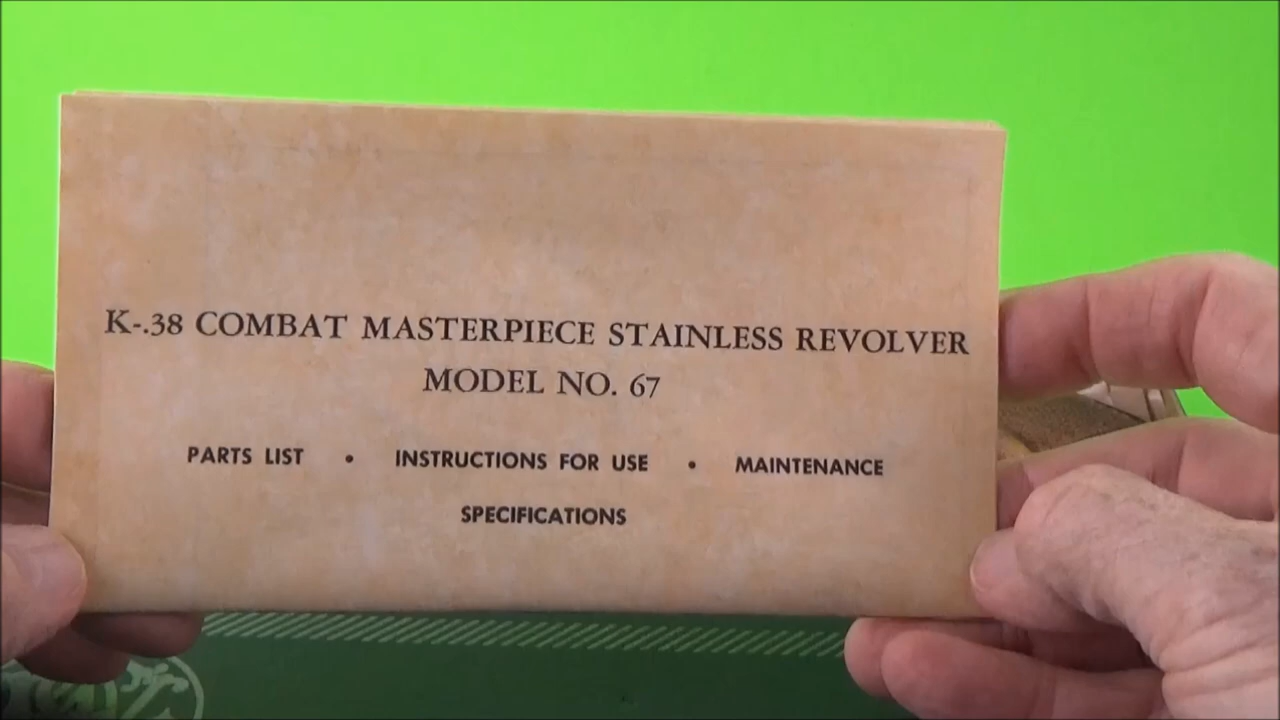 K-.38 COMBAT MASTERPIECE STAINLESS REVOLVER
MODEL NO. 67
PARTS LIST • INSTRUCTIONS FOR USE • MAINTENANCE
SPECIFICATIONS